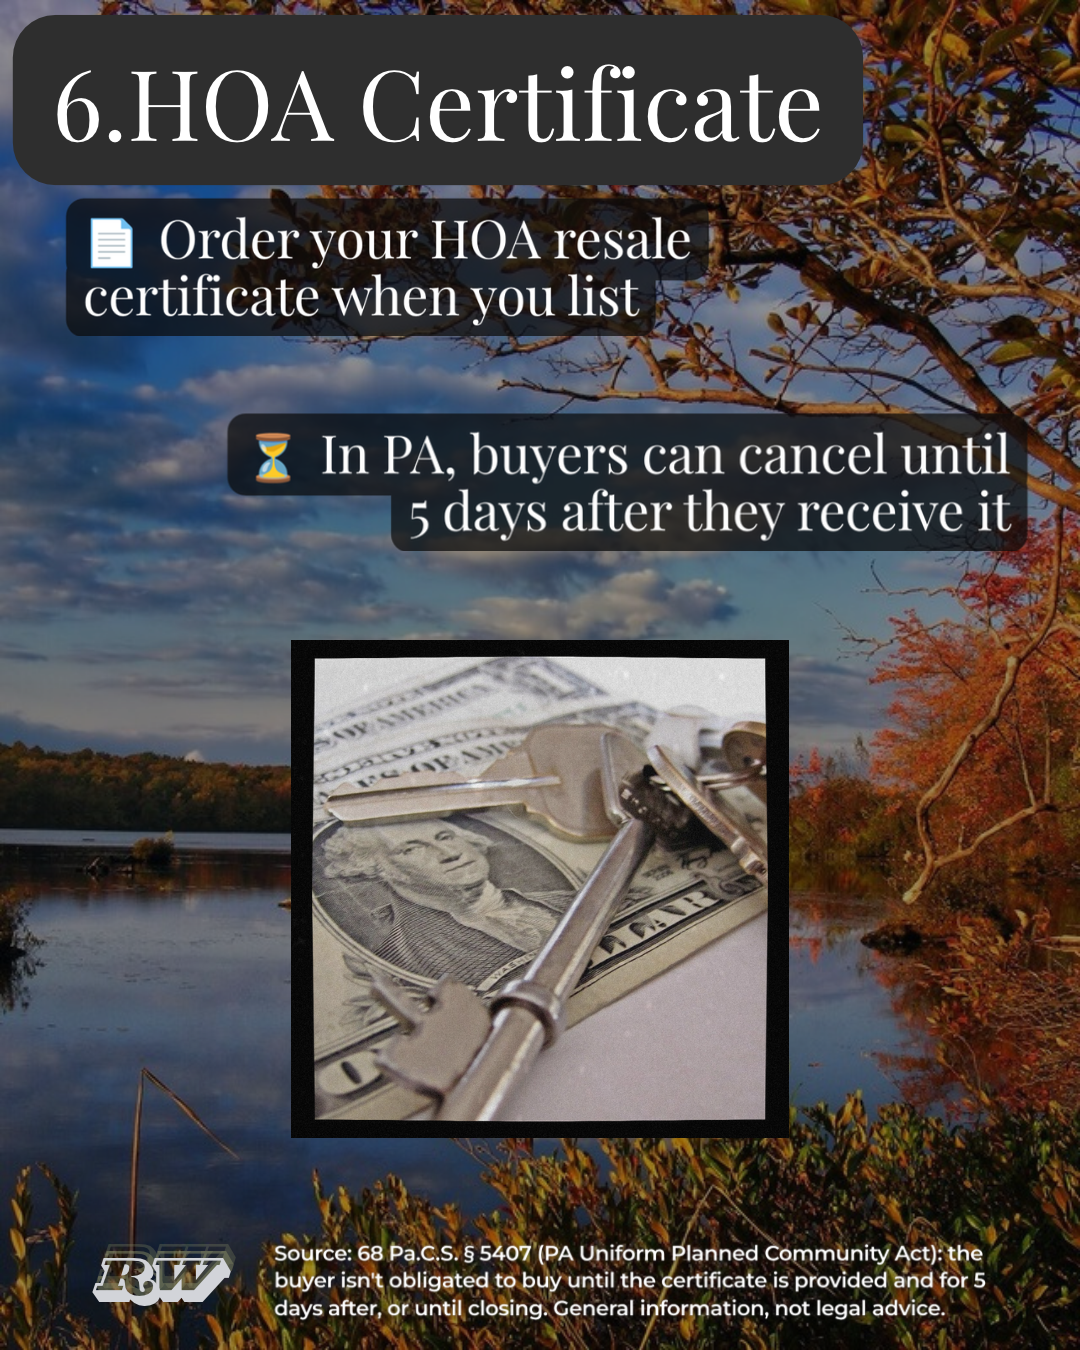 6.HOA Certificate
📄 Order your HOA resale
certificate when you list
⏳ In PA, buyers can cancel until
5 days after they receive it
OF AMERICA
WAS
RW
Source: 68 Pa.C.S. § 5407 (PA Uniform Planned Community Act): the
buyer isn't obligated to buy until the certificate is provided and for 5
days after, or until closing. General information, not legal advice.